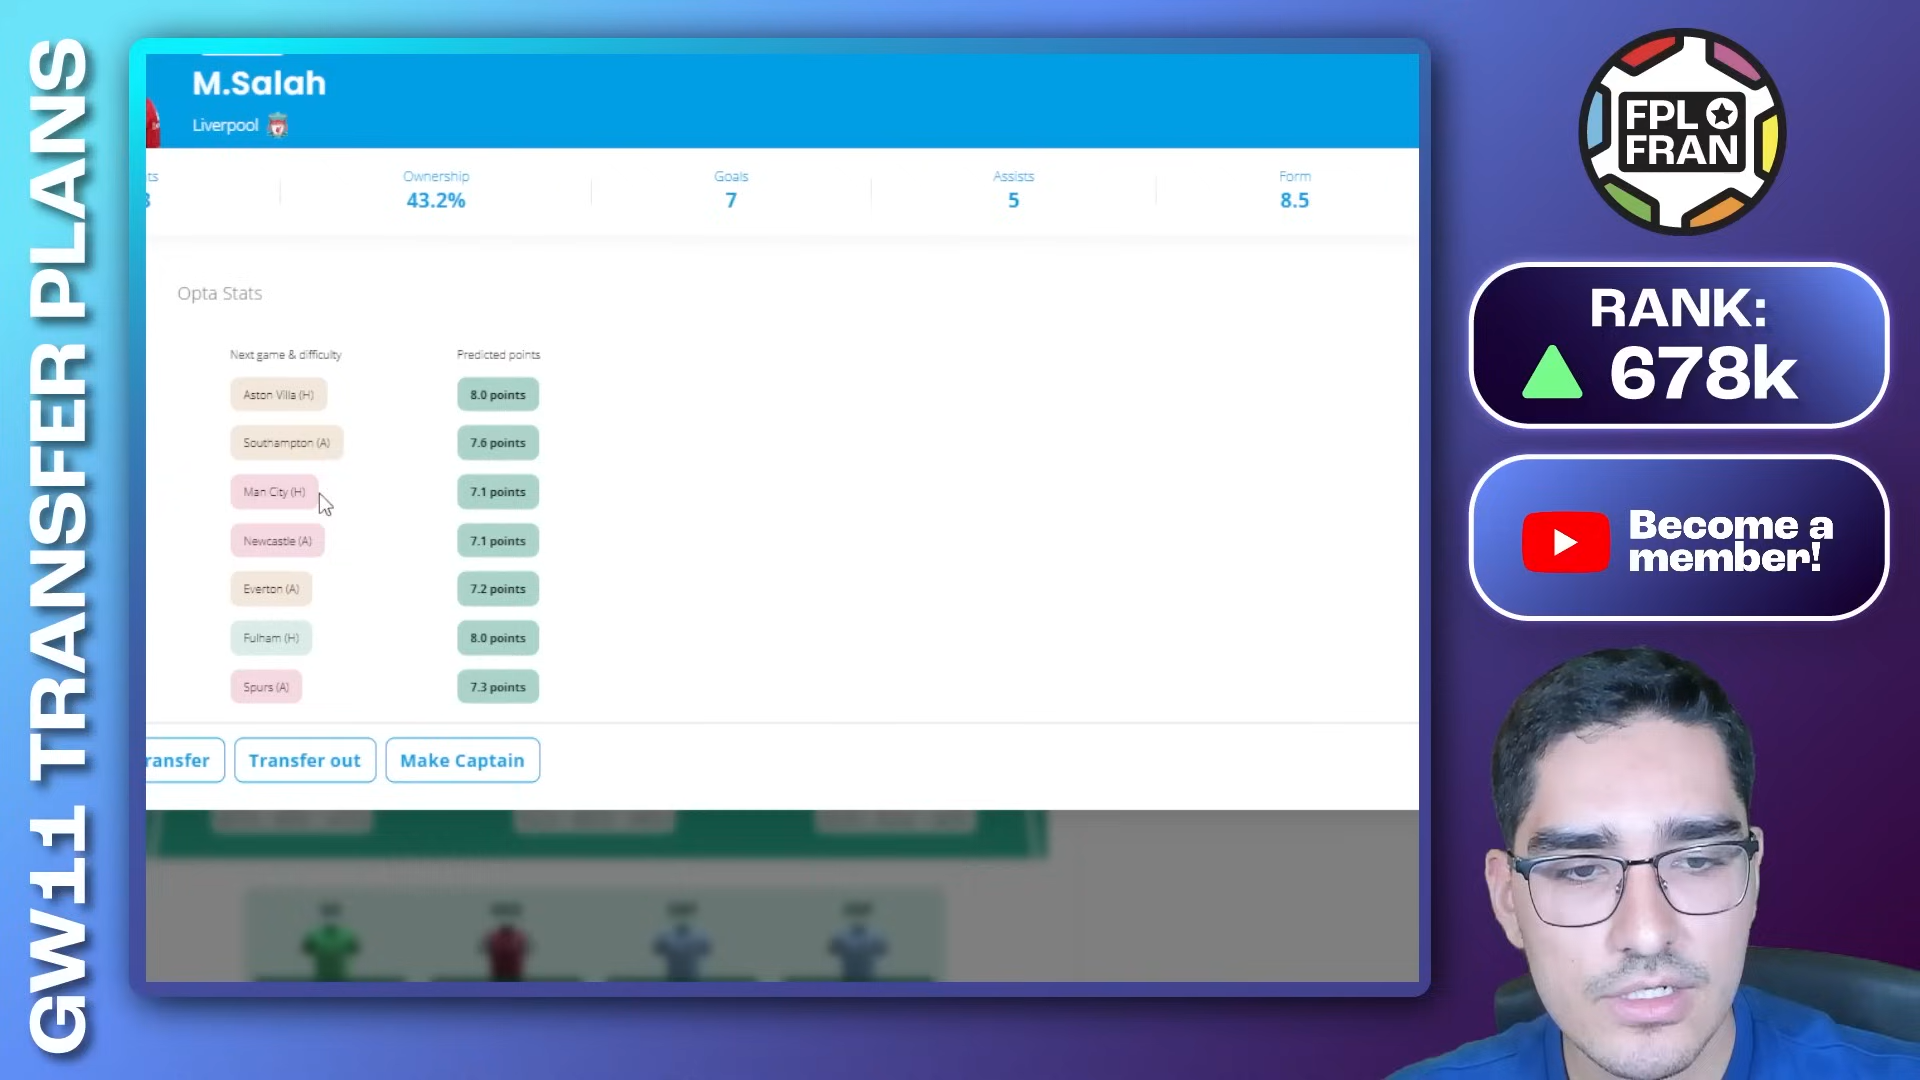 GW11 TRANSFER PLANS
M.Salah
Liverpool
ts
Ownership
43.2%
Goals
7
Assists
5
Form
8.5
Opta Stats
Next game & difficulty
Predicted points
Aston Villa (H)
8.0 points
Southampton (A)
7.6 points
Man City (H)
7.1 points
Newcastle (A)
7.1 points
Everton (A)
7.2 points
Fulham (H)
8.0 points
Spurs (A)
7.3 points
ransfer
Transfer out
Make Captain
FPL
FRAN
RANK:
678k
Become a
member!